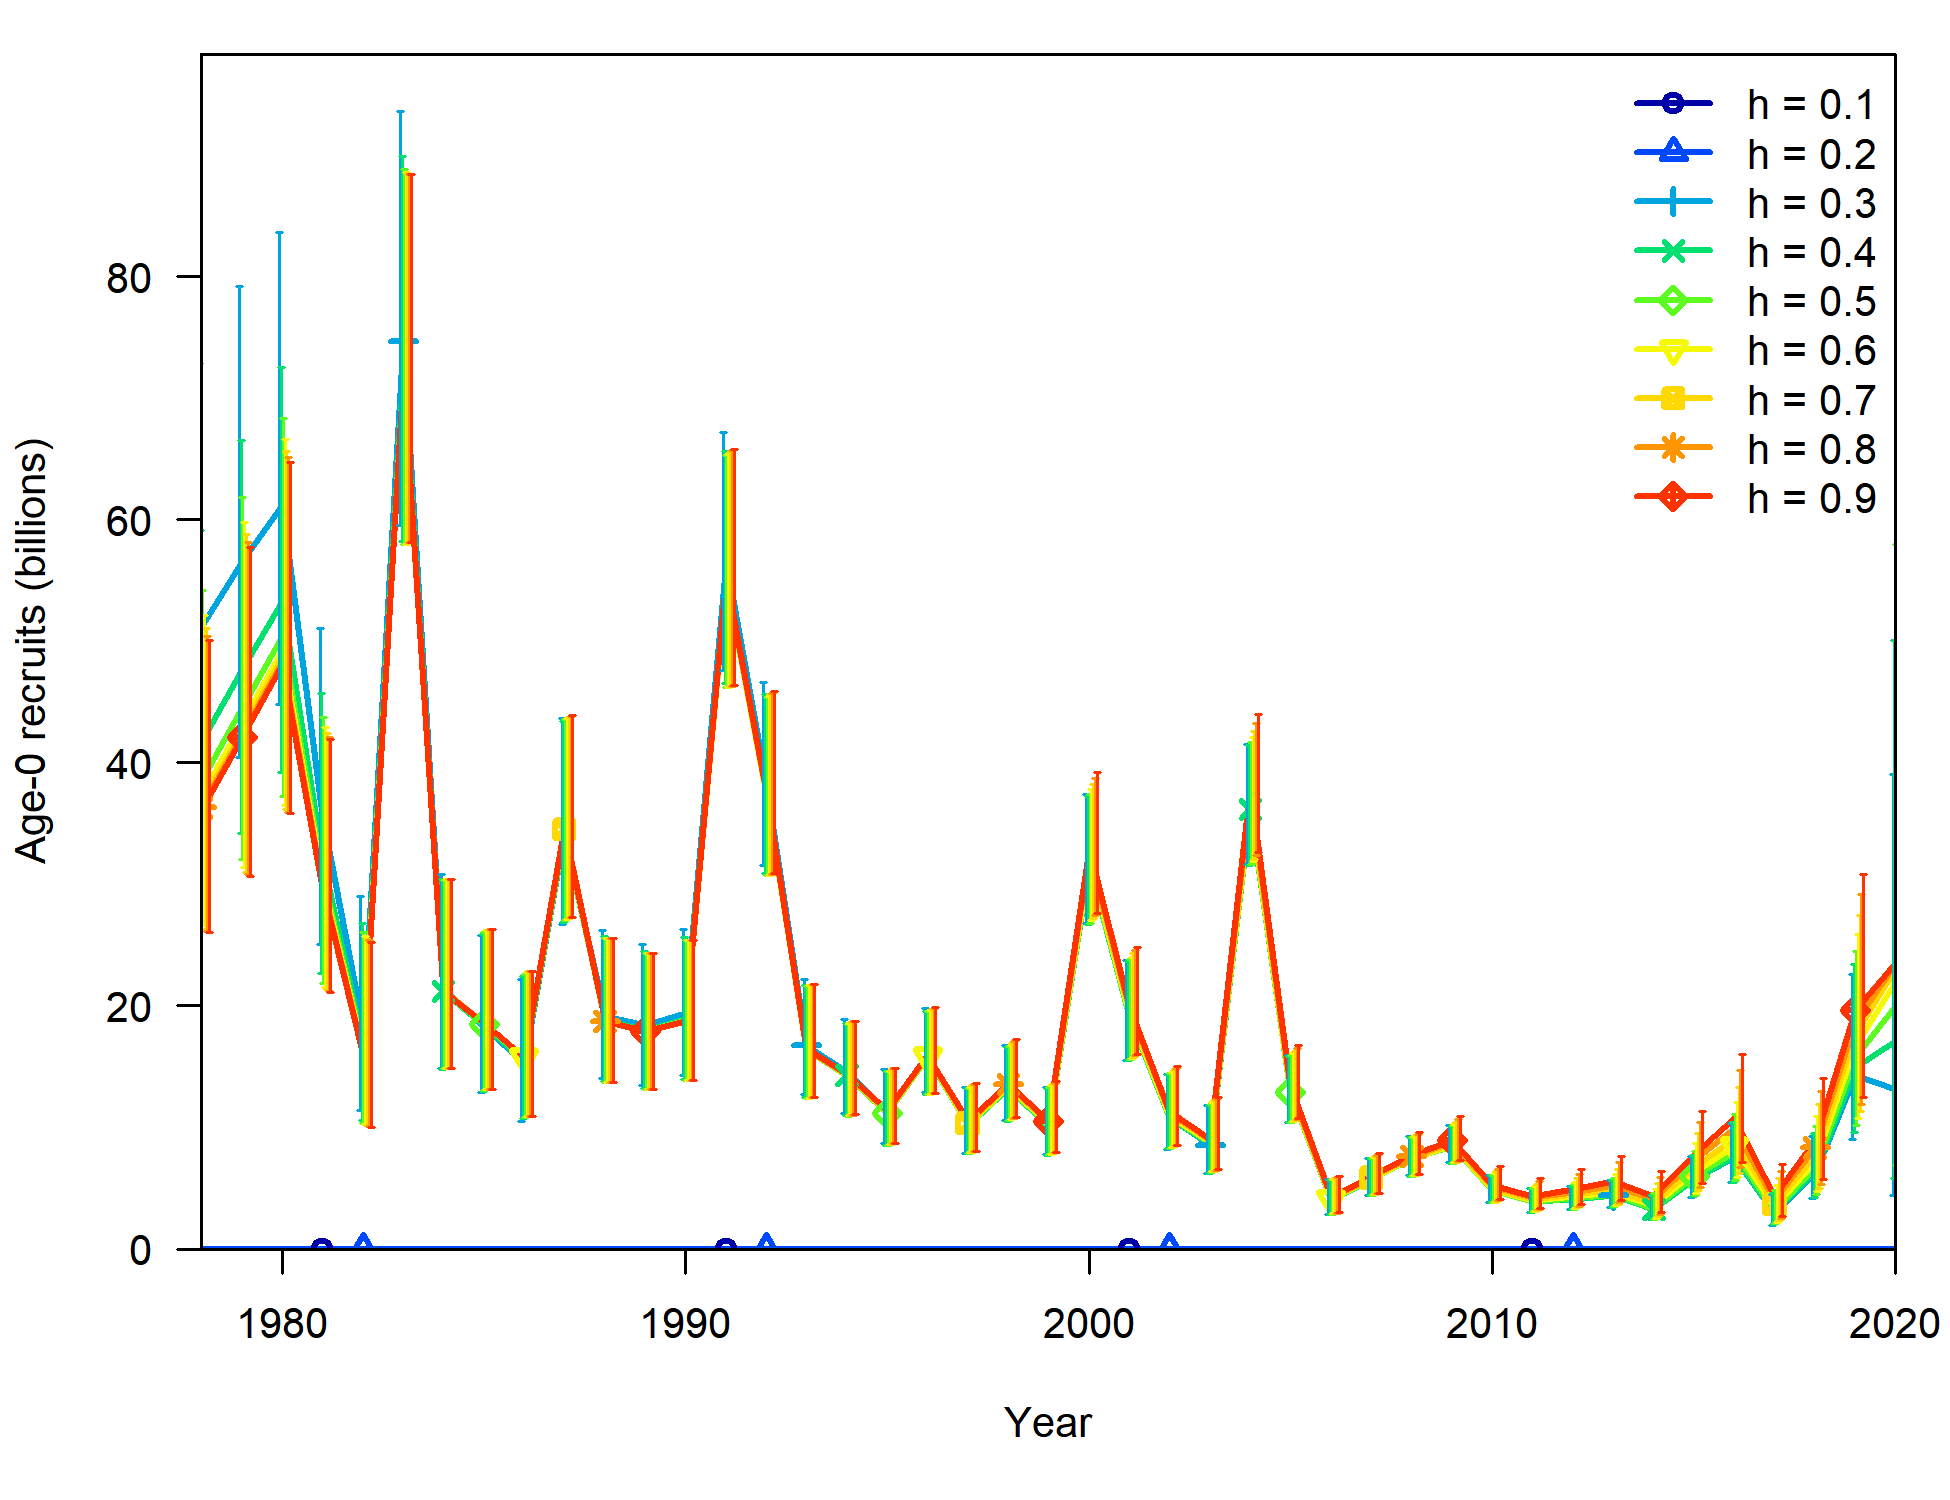 h = 0.1
h = 0.2
h = 0.3
h = 0.4
h = 0.5
h = 0.6
h = 0.7
h = 0.8
h = 0.9
Age-0 recruits (billions)
80
60
40
20
0
1980 1990 2000 2010 2020
Year